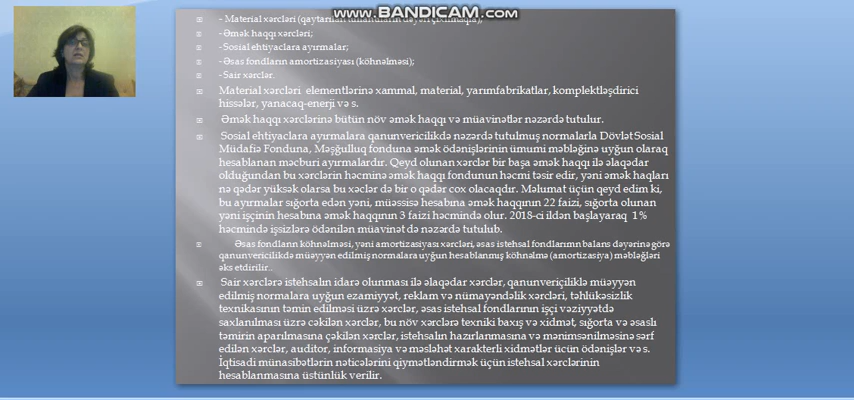 www.BANDICAM.com
- Material xərcləri (qaytarılan tullantıların dəyəri çıxılmaqla);
- Əmək haqqı xərcləri;
- Sosial ehtiyaclara ayırmalar;
- Əsas fondların amortizasiyası (köhnəlməsi);
- Sair xərclər.
Material xərcləri elementlərinə xammal, material, yarımfabrikatlar, komplektləşdirici
hissələr, yanacaq-enerji və s.
Əmək haqqı xərclərinə bütün növ əmək haqqı və müavinətlər nəzərdə tutulur.
Sosial ehtiyaclara ayırmalara qanunvericilikdə nəzərdə tutulmuş normalarla Dövlət Sosial
Müdafiə Fonduna, Məşğulluq fonduna əmək ödənişlərinin ümumi məbləğinə uyğun olaraq
hesablanan məcburi ayırmalardır. Qeyd olunan xərclər bir başa əmək haqqı ilə əlaqədar
olduğundan bu xərclərin həcminə əmək haqqı fondunun həcmi təsir edir, yəni əmək haqları
nə qədər yüksək olarsa bu xəclər də bir o qədər cox olacaqdır. Məlumat üçün qeyd edim ki,
bu ayırmalar sığorta edən yəni, müəssisə hesabına əmək haqqının 22 faizi, sığorta olunan
yəni işçinin hesabına əmək haqqının 3 faizi həcmində olur. 2018-ci ildən başlayaraq 1%
həcmində işsizlərə ödənilən müavinət də nəzərdə tutulub.
Əsas fondların köhnəlməsi, yəni amortizasiyası xərcləri, əsas istehsal fondlarının balans dəyərinə görə
qanunvericilikdə müəyyən edilmiş normalara uyğun hesablanmış köhnəlmə (amortizasiya) məbləğləri
əks etdirilir..
Sair xərclərə istehsalın idarə olunması ilə əlaqədar xərclər, qanunveriçiliklə müəyyən
edilmiş normalara uyğun ezamiyyət, reklam və nümayəndəlik xərcləri, təhlükəsizlik
texnikasının təmin edilməsi üzrə xərclər, əsas istehsal fondlarının işçi vəziyyətdə
saxlanılması üzrə cəkilən xərclər, bu növ xərclərə texniki baxış və xidmət, sığorta və əsaslı
təmirin aparılmasına çəkilən xərclər, istehsalın hazırlanmasına və mənimsənilməsinə sərf
edilən xərclər, auditor, informasiya və məsləhət xarakterli xidmətlər ücün ödənişlər və s.
İqtisadi münasibətlərin nəticələrini qiymətləndirmək üçün istehsal xərclərinin
hesablanmasına üstünlük verilir.